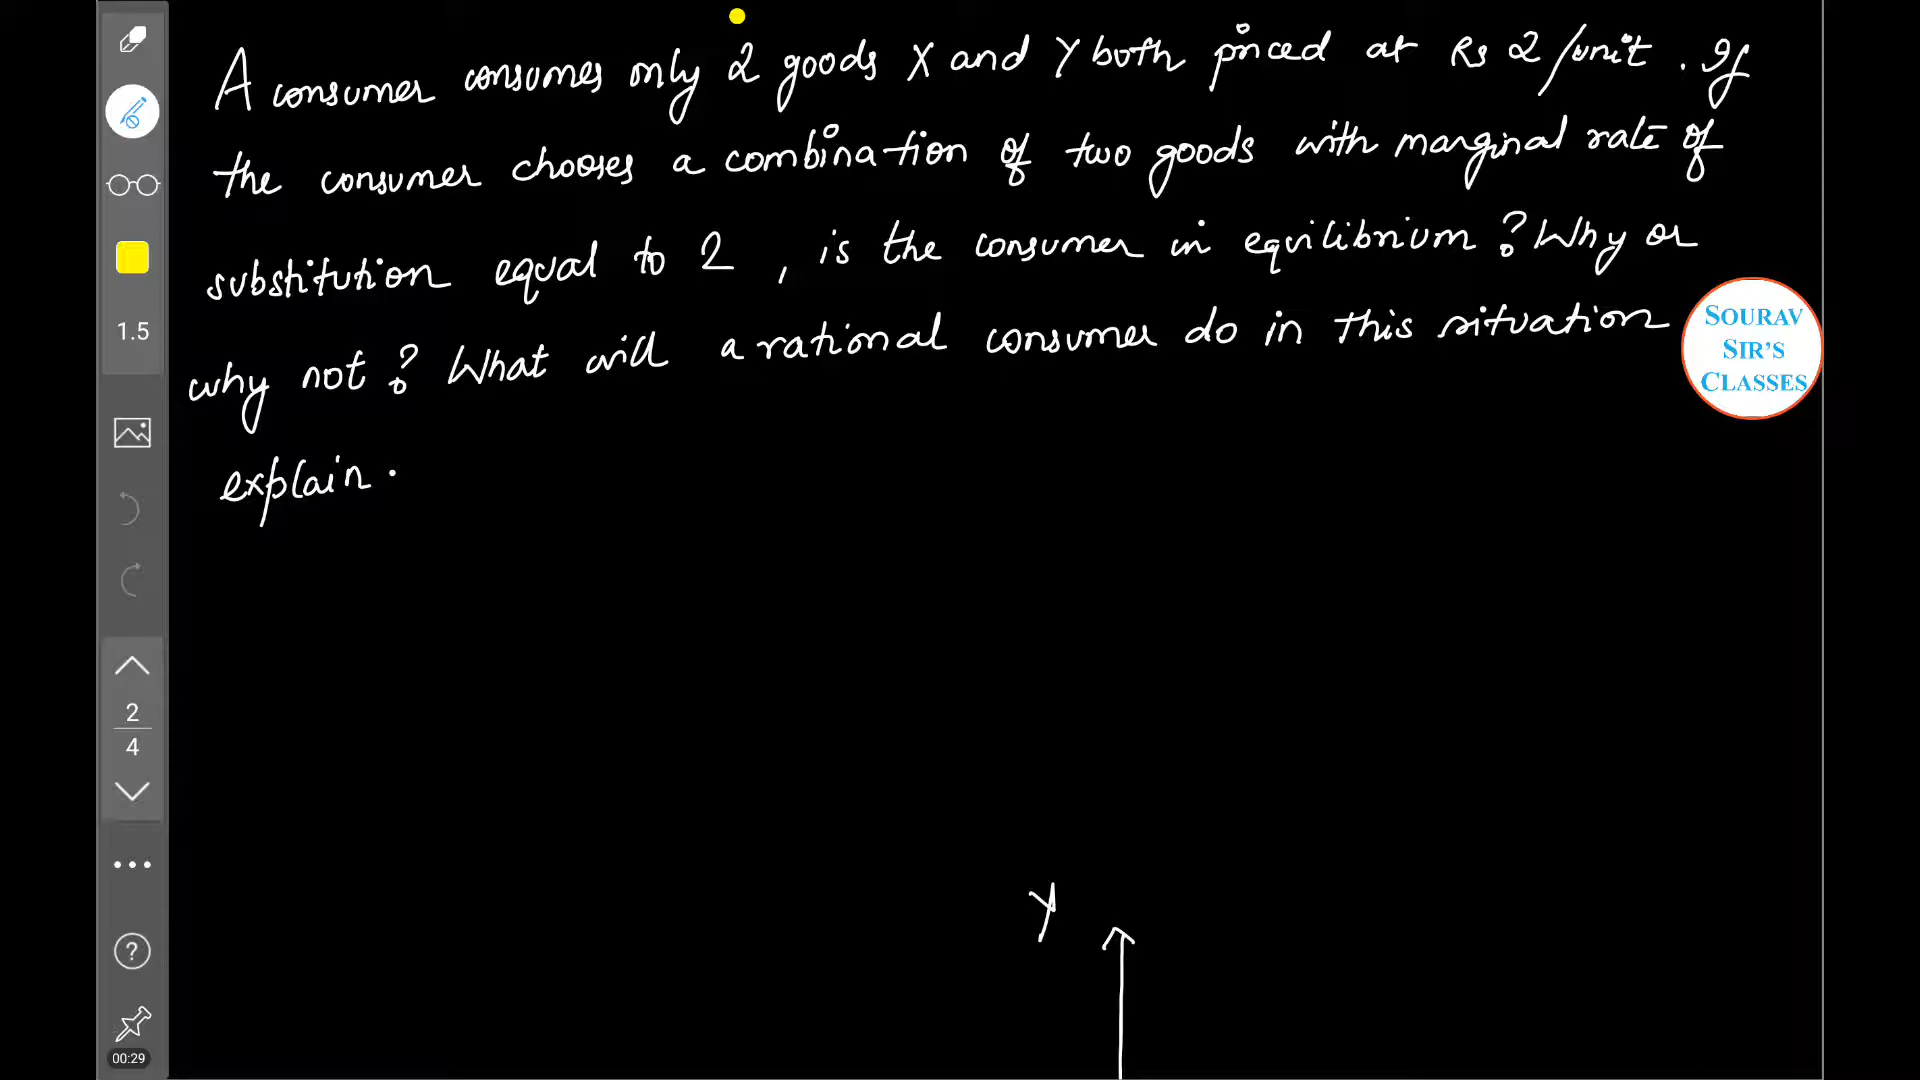 A consumer consumes only 2 goods X and Y both priced at Rs 2/unit. If
the consumer chooses a combination of two goods with marginal rate of
substitution equal to 2, is the consumer in equilibrium? Why or
why not? What will a rational consumer do in this situation
explain.
SOURAV
SIR'S
CLASSES
1.5
2
4
?
00:29
Y